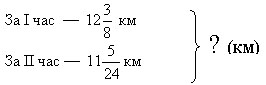 За I час — 12 3/8 км
За II час — 11 5/24 км
? (км)